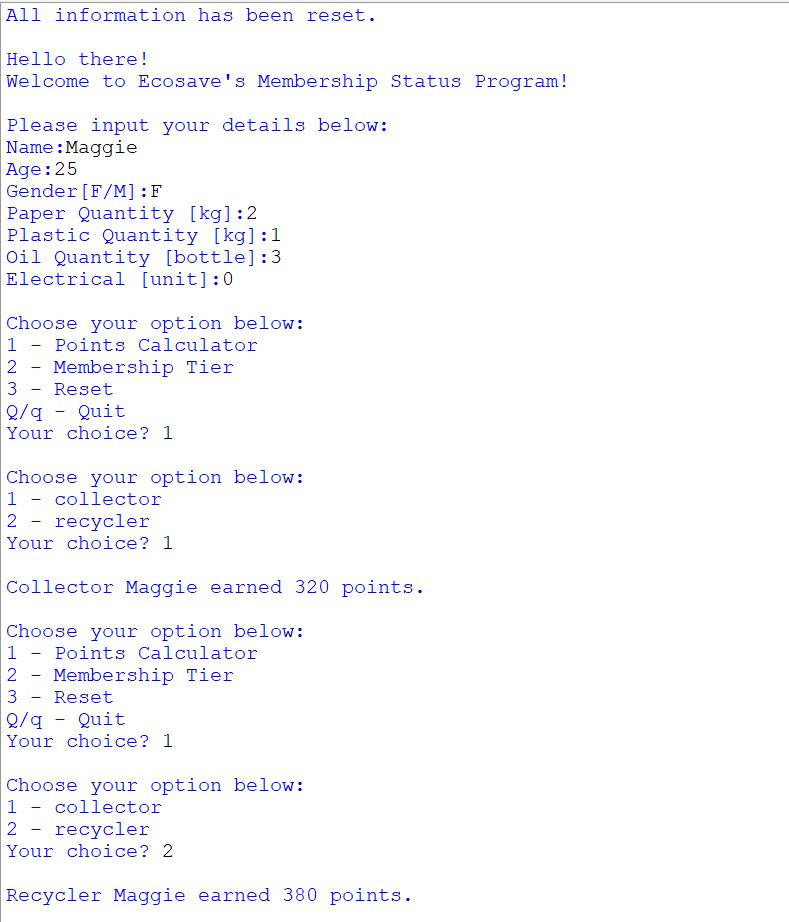 All information has been reset.
Hello there!
Welcome to Ecosave's Membership Status Program!
Please input your details below:
Name:Maggie
Age:25
Gender[F/M]:F
Paper Quantity [kg]:2
Plastic Quantity [kg]:1
Oil Quantity [bottle]:3
Electrical [unit]:0
Choose your option below:
1 - Points Calculator
2 - Membership Tier
3 - Reset
Q/q - Quit
Your choice? 1
Choose your option below:
1 - collector
2 - recycler
Your choice? 1
Collector Maggie earned 320 points.
Choose your option below:
1 - Points Calculator
2 - Membership Tier
3 - Reset
Q/q - Quit
Your choice? 1
Choose your option below:
1 - collector
2 - recycler
Your choice? 2
Recycler Maggie earned 380 points.